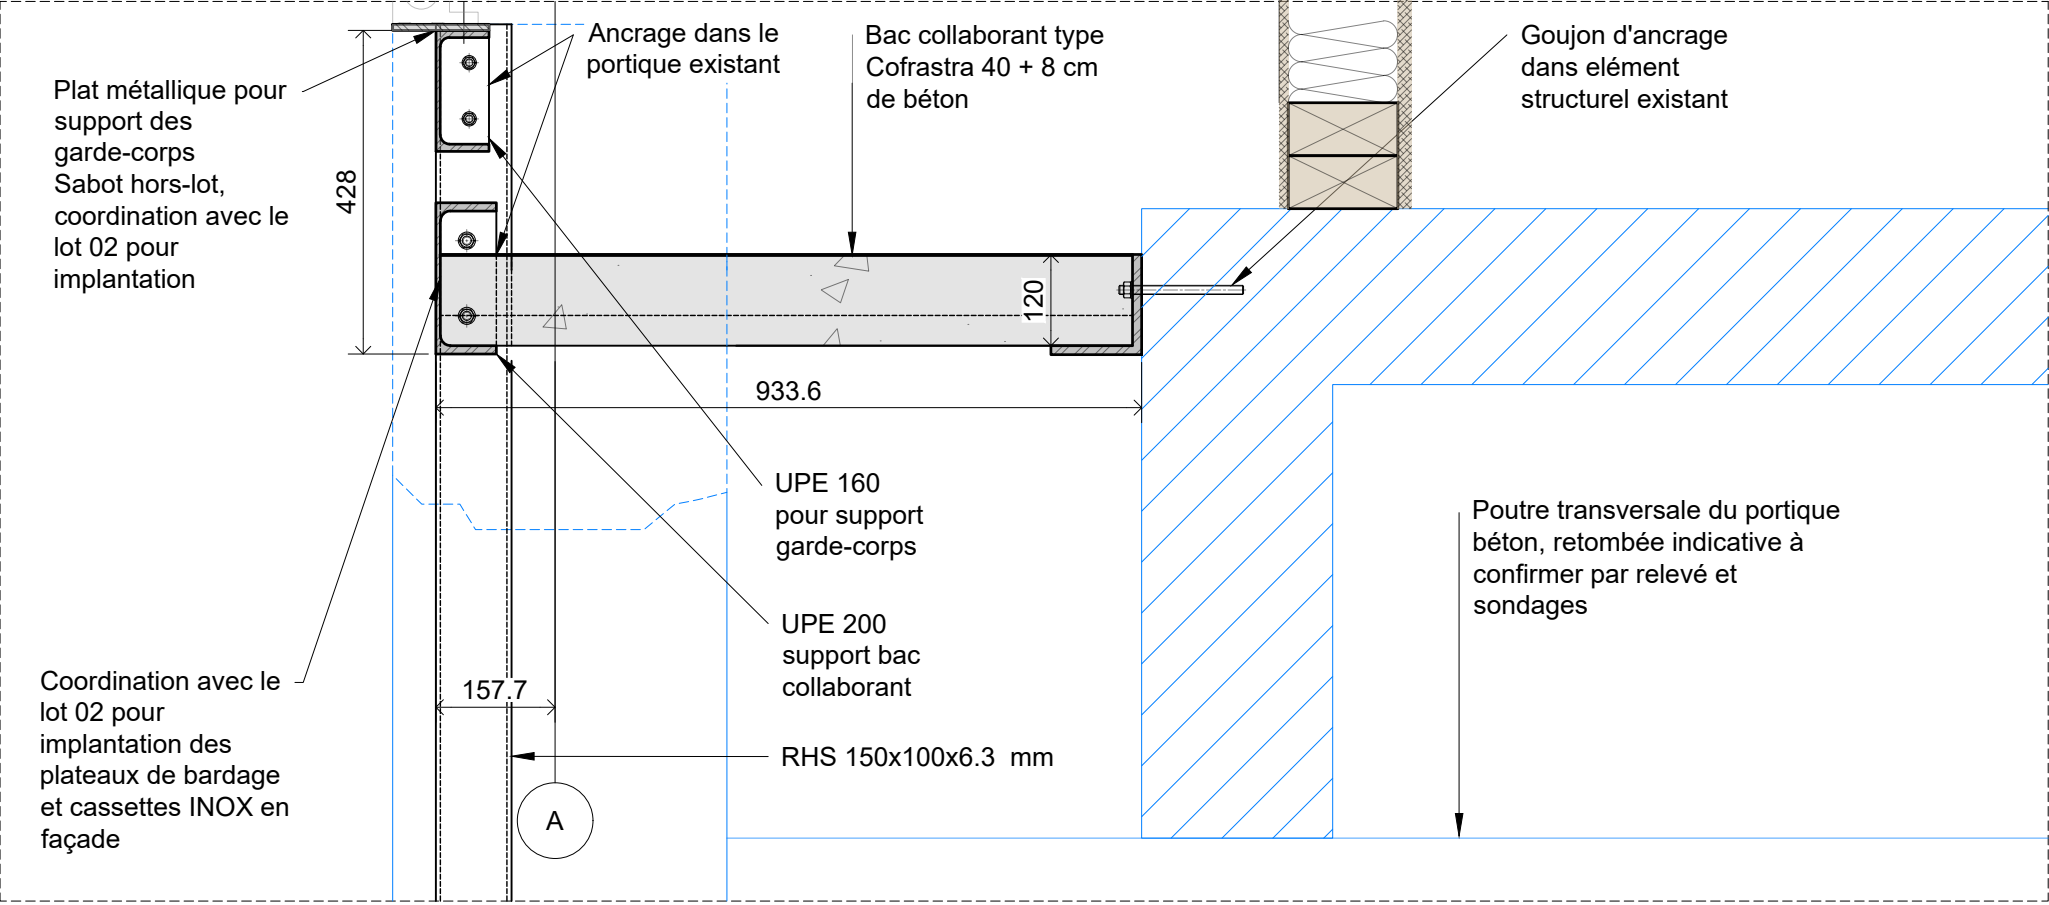 Plat métallique pour
support des
garde-corps
Sabot hors-lot,
coordination avec le
lot 02 pour
implantation
428
Ancrage dans le
portique existant
Bac collaborant type
Cofrastra 40 + 8 cm
de béton
Goujon d'ancrage
dans elément
structurel existant
120
933.6
UPE 160
pour support
garde-corps
UPE 200
support bac
collaborant
Poutre transversale du portique
béton, retombée indicative à
confirmer par relevé et
sondages
Coordination avec le
lot 02 pour
implantation des
plateaux de bardage
et cassettes INOX en
façade
157.7
RHS 150x100x6.3 mm
A